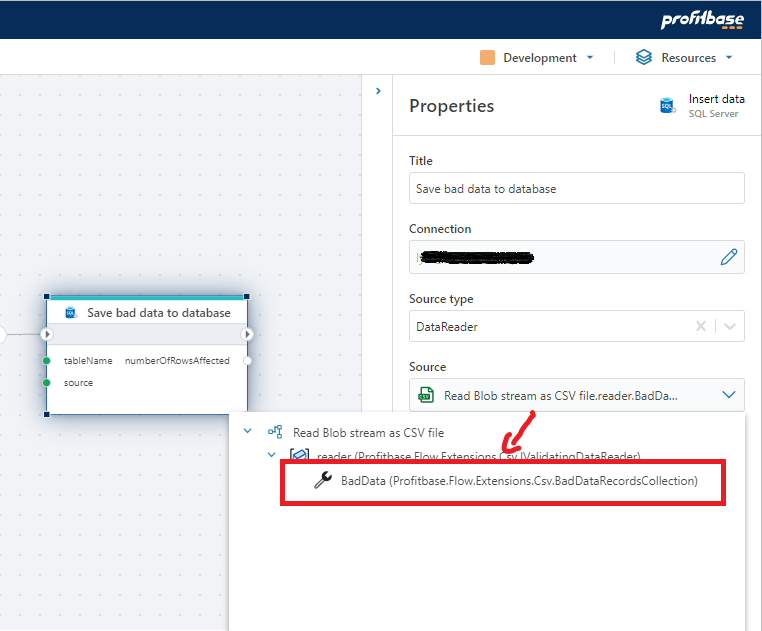 profitbase
Development
Resources
Properties
Insert data
SQL Server
Title
Save bad data to database
Connection
Source type
DataReader
Source
Read Blob stream as CSV file.reader.BadDa...
Save bad data to database
tableName numberOfRowsAffected
source
Read Blob stream as CSV file
reader (Profitbase.Flow.Extensions.Csv.IValidatingDataReader)
BadData (Profitbase.Flow.Extensions.Csv.BadDataRecordsCollection)